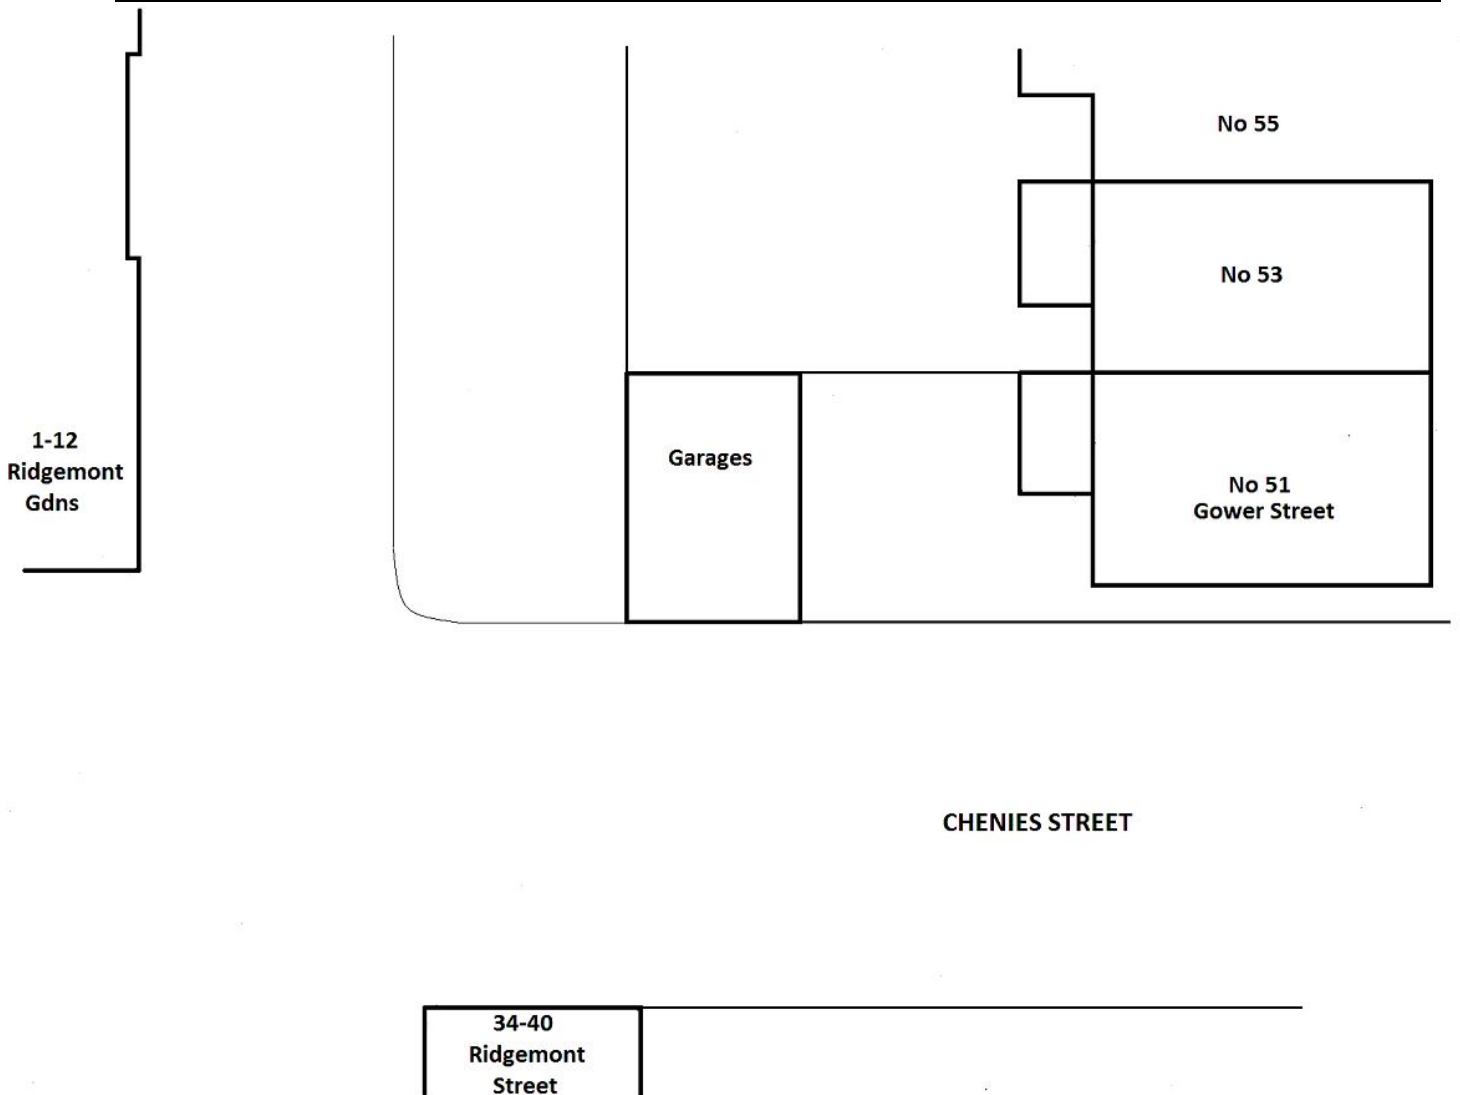 No 55
No 53
1-12
Ridgemont
Gdns
Garages
No 51
Gower Street
CHENIES STREET
34-40
Ridgemont
Street